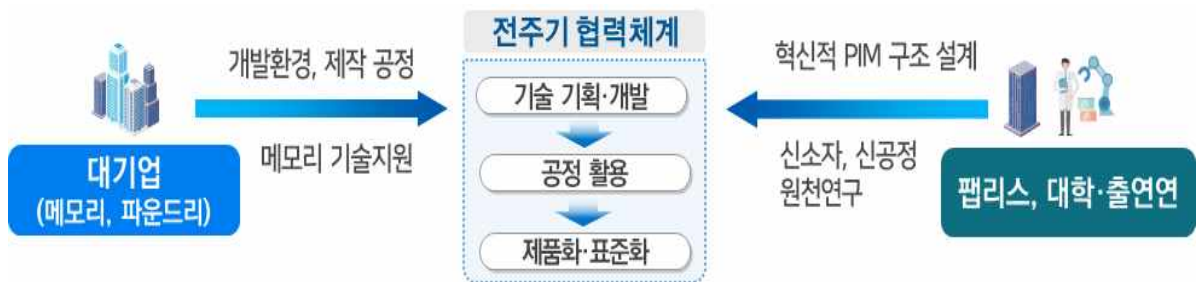 전주기 협력체계
개발환경, 제작 공정
메모리 기술지원
대기업
(메모리, 파운드리)
기술 기획·개발
공정 활용
제품화·표준화
혁신적 PIM 구조 설계
신소자, 신공정
원천연구
팹리스, 대학·출연연